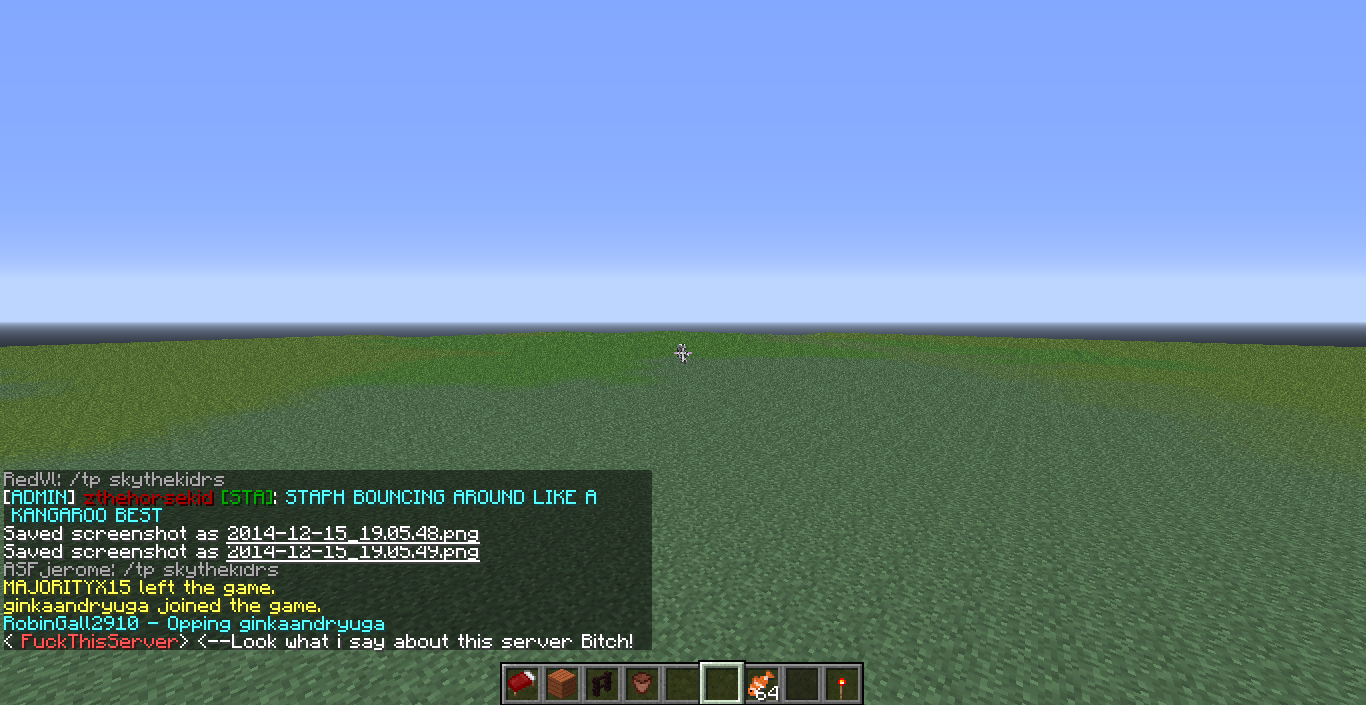 RedVl: /tp skythekidrs
[ADMIN] zthehorsekid [STA]: STAPH BOUNCING AROUND LIKE A
KANGAROO BEST
Saved screenshot as 2014-12-15_19.05.48.png
Saved screenshot as 2014-12-15_19.05.49.png
ASFjerome: /tp skythekidrs
MAJORITYX15 left the game.
ginkaandryuga joined the game.
RobinGall2910 - Opping ginkaandryuga
< FuckThisServer> <--Look what i say about this server Bitch!
64